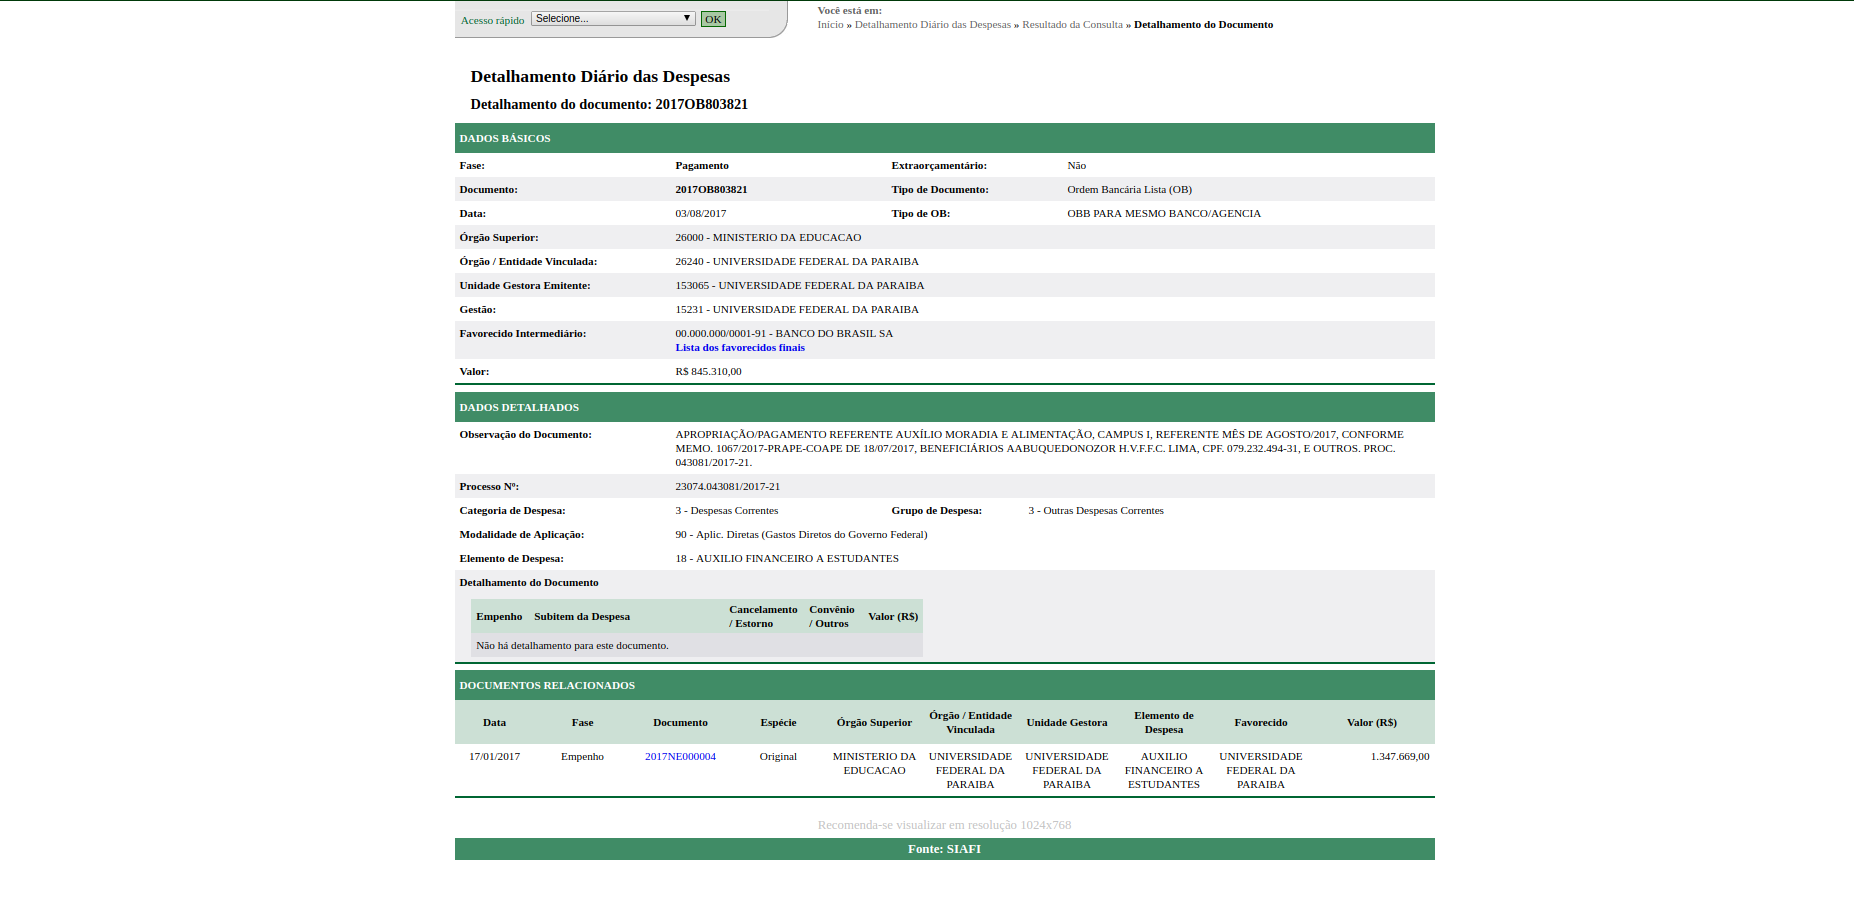 Acesso rápido Selecione... OK
Você está em:
Início » Detalhamento Diário das Despesas » Resultado da Consulta » Detalhamento do Documento
Detalhamento Diário das Despesas
Detalhamento do documento: 2017OB803821
DADOS BÁSICOS
Fase: Pagamento Extraorçamentário: Não
Documento: 2017OB803821 Tipo de Documento: Ordem Bancária Lista (OB)
Data: 03/08/2017 Tipo de OB: OBB PARA MESMO BANCO/AGENCIA
Órgão Superior: 26000 - MINISTERIO DA EDUCACAO
Órgão / Entidade Vinculada: 26240 - UNIVERSIDADE FEDERAL DA PARAIBA
Unidade Gestora Emitente: 153065 - UNIVERSIDADE FEDERAL DA PARAIBA
Gestão: 15231 - UNIVERSIDADE FEDERAL DA PARAIBA
Favorecido Intermediário: 00.000.000/0001-91 - BANCO DO BRASIL SA
Lista dos favorecidos finais
Valor: R$ 845.310,00
DADOS DETALHADOS
Observação do Documento: APROPRIAÇÃO/PAGAMENTO REFERENTE AUXÍLIO MORADIA E ALIMENTAÇÃO, CAMPUS I, REFERENTE MÊS DE AGOSTO/2017, CONFORME
MEMO. 1067/2017-PRAPE-COAPE DE 18/07/2017, BENEFICIÁRIOS AABUQUEDONOZOR H.V.F.F.C. LIMA, CPF. 079.232.494-31, E OUTROS. PROC.
043081/2017-21.
Processo Nº: 23074.043081/2017-21
Categoria de Despesa: 3 - Despesas Correntes Grupo de Despesa: 3 - Outras Despesas Correntes
Modalidade de Aplicação: 90 - Aplic. Diretas (Gastos Diretos do Governo Federal)
Elemento de Despesa: 18 - AUXILIO FINANCEIRO A ESTUDANTES
Detalhamento do Documento
Empenho Subitem da Despesa Cancelamento / Estorno Convênio / Outros Valor (R$)
Não há detalhamento para este documento.
DOCUMENTOS RELACIONADOS
Data Fase Documento Espécie Órgão Superior Órgão / Entidade Vinculada Unidade Gestora Elemento de Despesa Favorecido Valor (R$)
17/01/2017 Empenho 2017NE000004 Original MINISTERIO DA UNIVERSIDADE UNIVERSIDADE AUXILIO UNIVERSIDADE 1.347.669,00
EDUCACAO FEDERAL DA FEDERAL DA FINANCEIRO A FEDERAL DA
PARAIBA PARAIBA ESTUDANTES PARAIBA
Recomenda-se visualizar em resolução 1024x768
Fonte: SIAFI